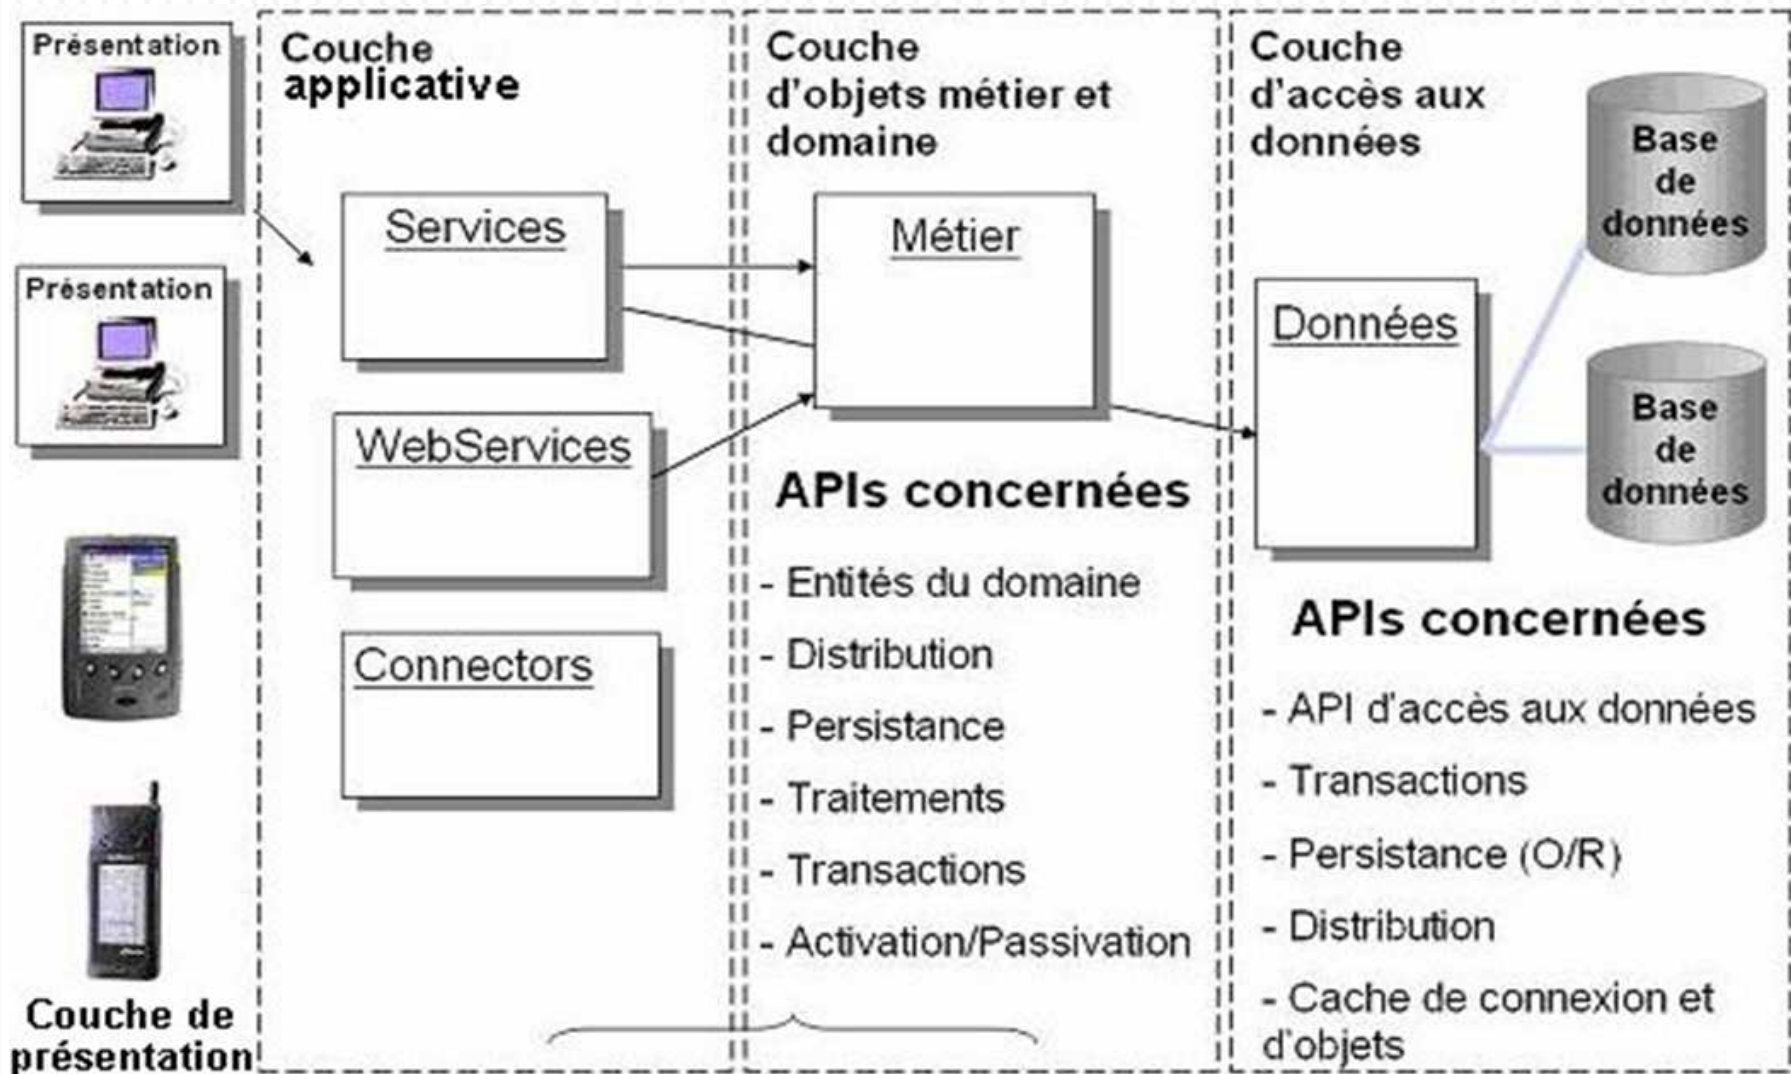 Présentation
Présentation
Couche de
présentation
Couche
applicative
Services
WebServices
Connectors
Couche
d'objets métier et
domaine
Métier
APIs concernées
- Entités du domaine
- Distribution
- Persistance
- Traitements
- Transactions
- Activation/Passivation
Couche
d'accès aux
données
Données
Base
de
données
Base
de
données
APIs concernées
- API d'accès aux données
- Transactions
- Persistance (O/R)
- Distribution
- Cache de connexion et
d'objets